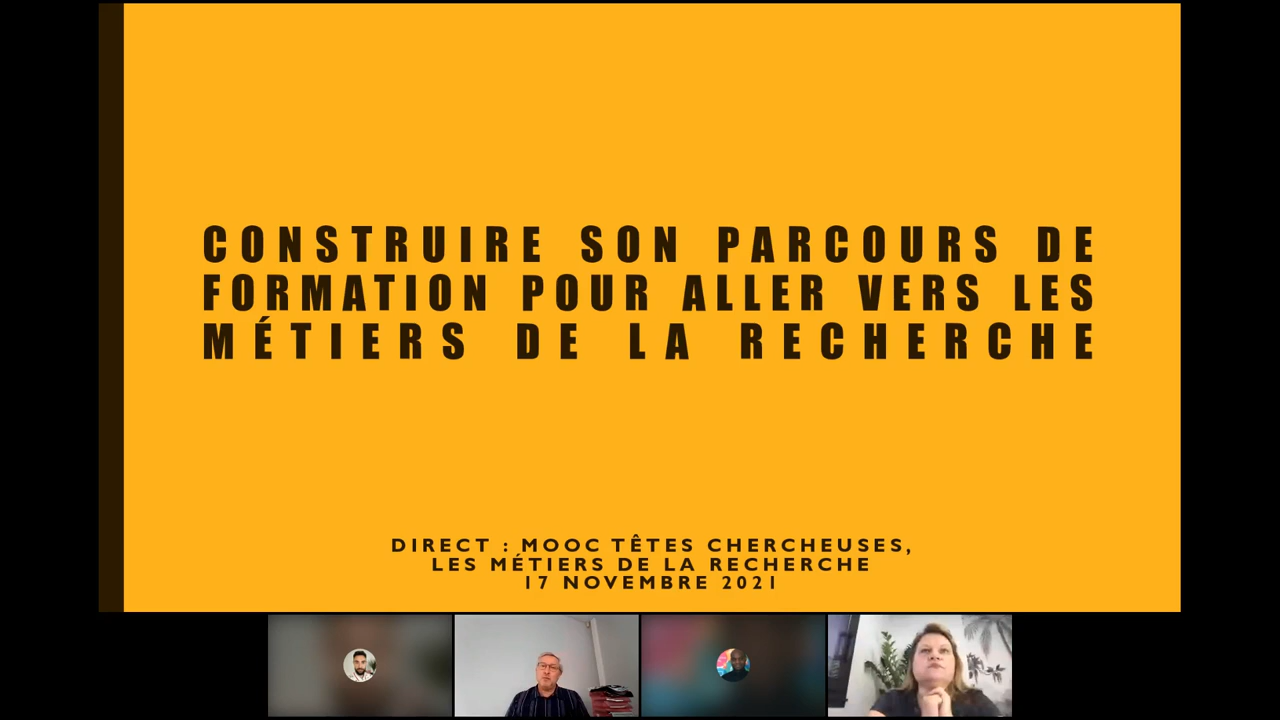 CONSTRUIRE SON PARCOURS DE
FORMATION POUR ALLER VERS LES
MÉTIERS DE LA RECHERCHE
DIRECT : MOOC TÊTES CHERCHEUSES,
LES MÉTIERS DE LA RECHERCHE
17 NOVEMBRE 2021